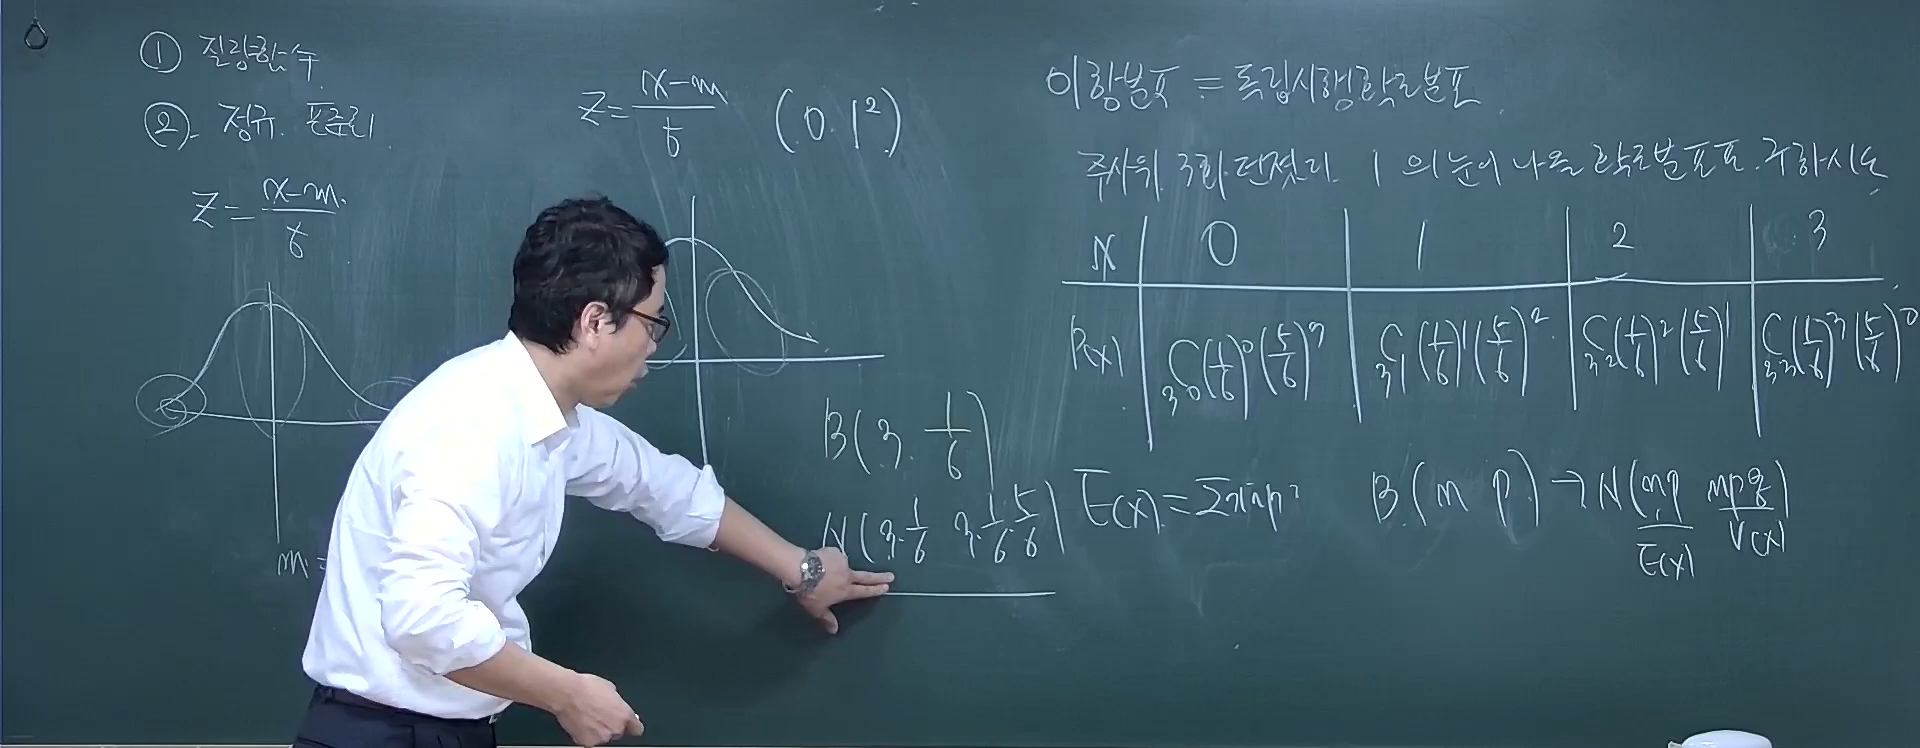 ① 질량함수
②. 정규. 표준화
Z = (x-m)/σ
m =
Z = (x-m)/σ (0. 1²)
B(3. 1/6)
N(3·1/6 3·1/6·5/6)
이항분포 = 독립시행확률분포
주사위 3회 던졌더니 1의 눈이 나올 확률분포표. 구하시오
X 0 1 2 3
P(x) ₃C₀(1/6)⁰(5/6)³ ₃C₁(1/6)¹(5/6)² ₃C₂(1/6)²(5/6)¹ ₃C₃(1/6)³(5/6)⁰
E(x) = Σxᵢpᵢ B(n p) → N(np npq)
E(x) V(x)